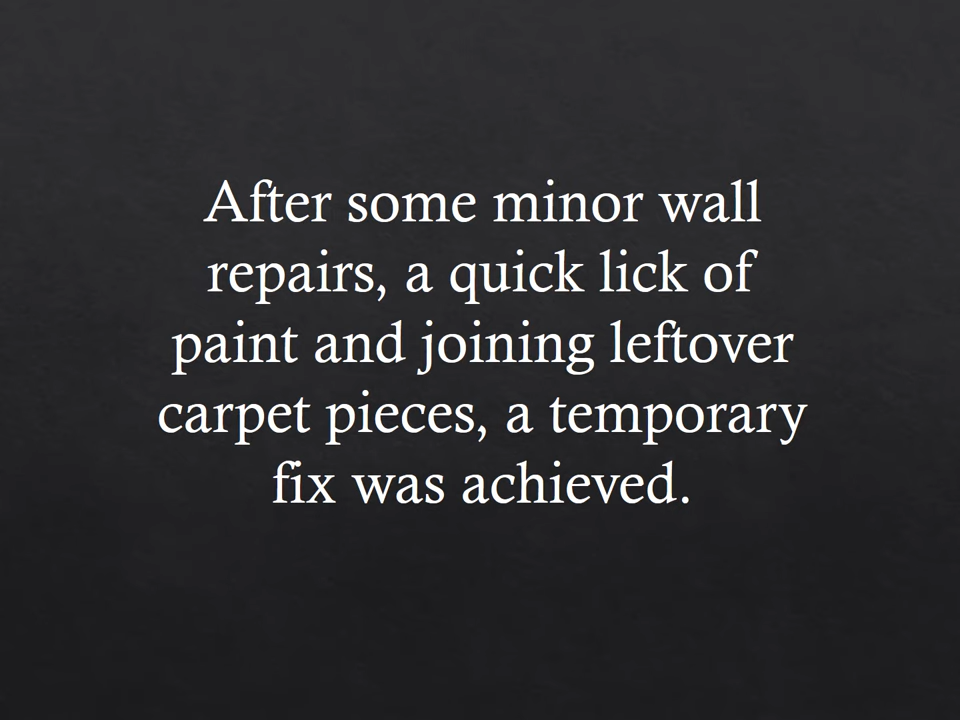 After some minor wall
repairs, a quick lick of
paint and joining leftover
carpet pieces, a temporary
fix was achieved.